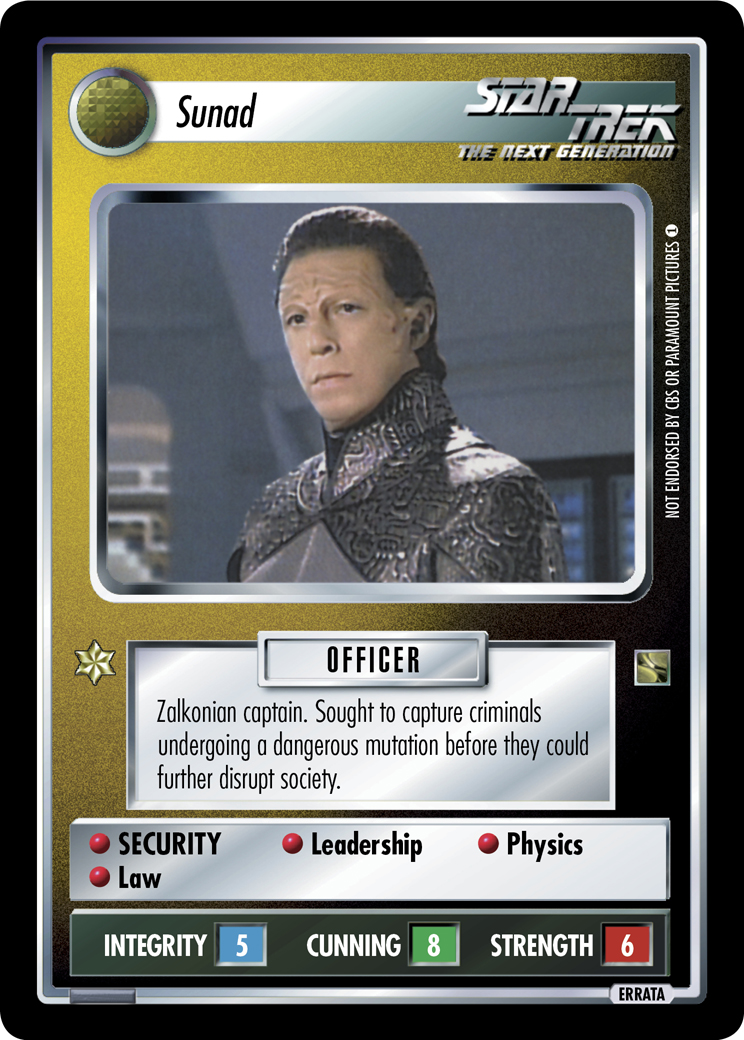 Sunad
STAR TREK
THE NEXT GENERATION
NOT ENDORSED BY CBS OR PARAMOUNT PICTURES 1
OFFICER
Zalkonian captain. Sought to capture criminals
undergoing a dangerous mutation before they could
further disrupt society.
SECURITY Leadership Physics
Law
INTEGRITY 5 CUNNING 8 STRENGTH 6
ERRATA